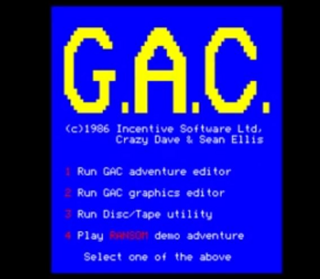 G.A.C.
(c)1986 Incentive Software Ltd,
Crazy Dave & Sean Ellis
1 Run GAC adventure editor
2 Run GAC graphics editor
3 Run Disc/Tape utility
4 Play RANSOM demo adventure
Select one of the above